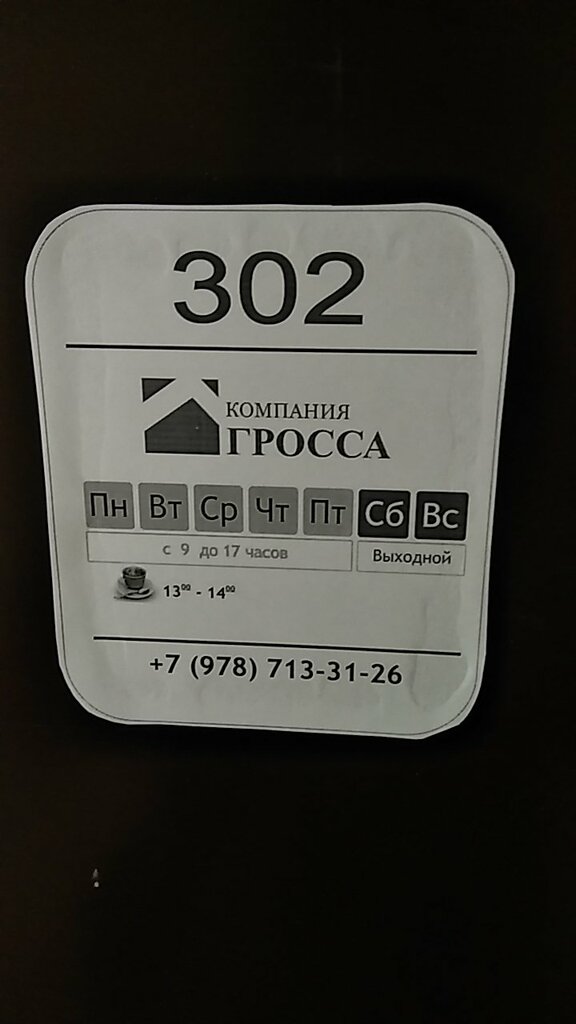 302
КОМПАНИЯ
ГРОССА
Пн Вт Ср Чт Пт Сб Вс
с 9 до 17 часов Выходной
13⁰⁰ - 14⁰⁰
+7 (978) 713-31-26